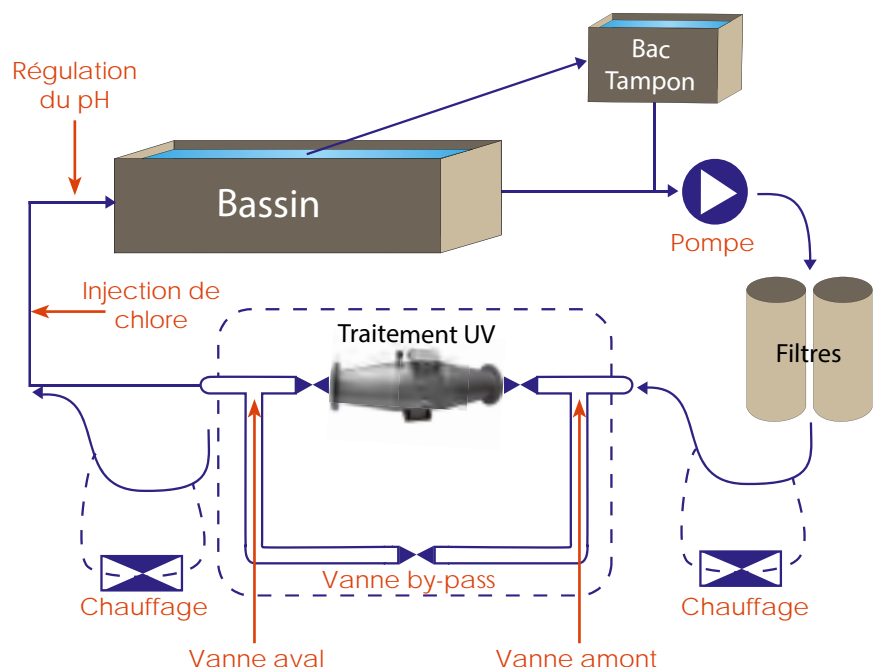 Bac
Tampon
Régulation
du pH
Bassin
Pompe
Injection de
chlore
Traitement UV
Filtres
Vanne by-pass
Chauffage
Chauffage
Vanne aval
Vanne amont